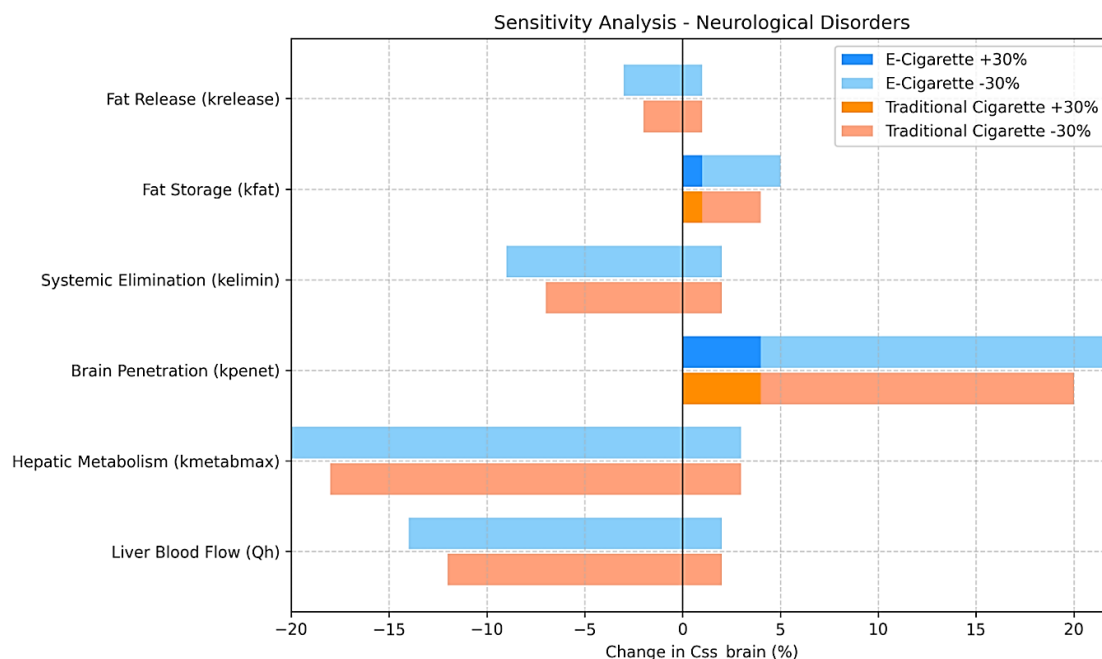 Sensitivity Analysis - Neurological Disorders
E-Cigarette +30%
E-Cigarette -30%
Traditional Cigarette +30%
Traditional Cigarette -30%
Fat Release (krelease)
Fat Storage (kfat)
Systemic Elimination (kelimin)
Brain Penetration (kpenet)
Hepatic Metabolism (kmetabmax)
Liver Blood Flow (Qh)
−20 −15 −10 −5 0 5 10 15 20
Change in Css_brain (%)